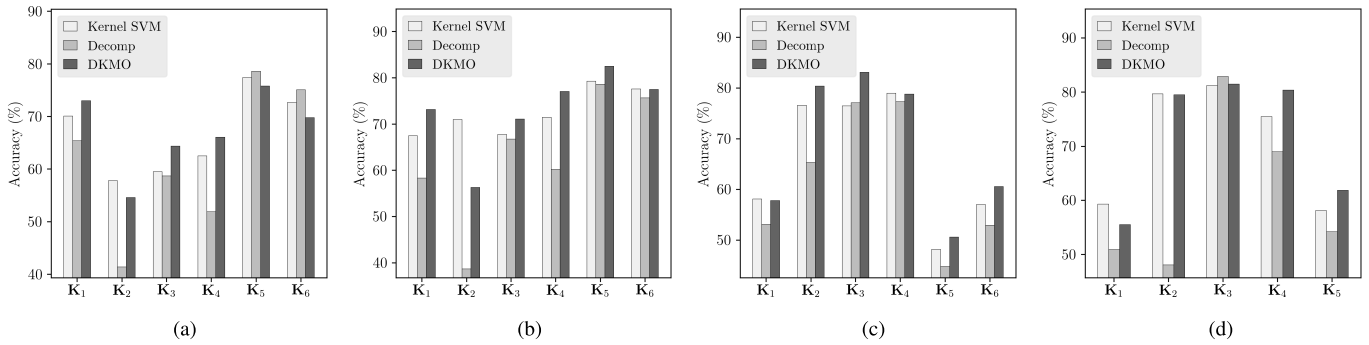 Accuracy (%)
90
80
70
60
50
40
Kernel SVM
Decomp
DKMO
K₁ K₂ K₃ K₄ K₅ K₆
(a)
Accuracy (%)
90
80
70
60
50
40
Kernel SVM
Decomp
DKMO
K₁ K₂ K₃ K₄ K₅ K₆
(b)
Accuracy (%)
90
80
70
60
50
Kernel SVM
Decomp
DKMO
K₁ K₂ K₃ K₄ K₅ K₆
(c)
Accuracy (%)
90
80
70
60
50
Kernel SVM
Decomp
DKMO
K₁ K₂ K₃ K₄ K₅
(d)